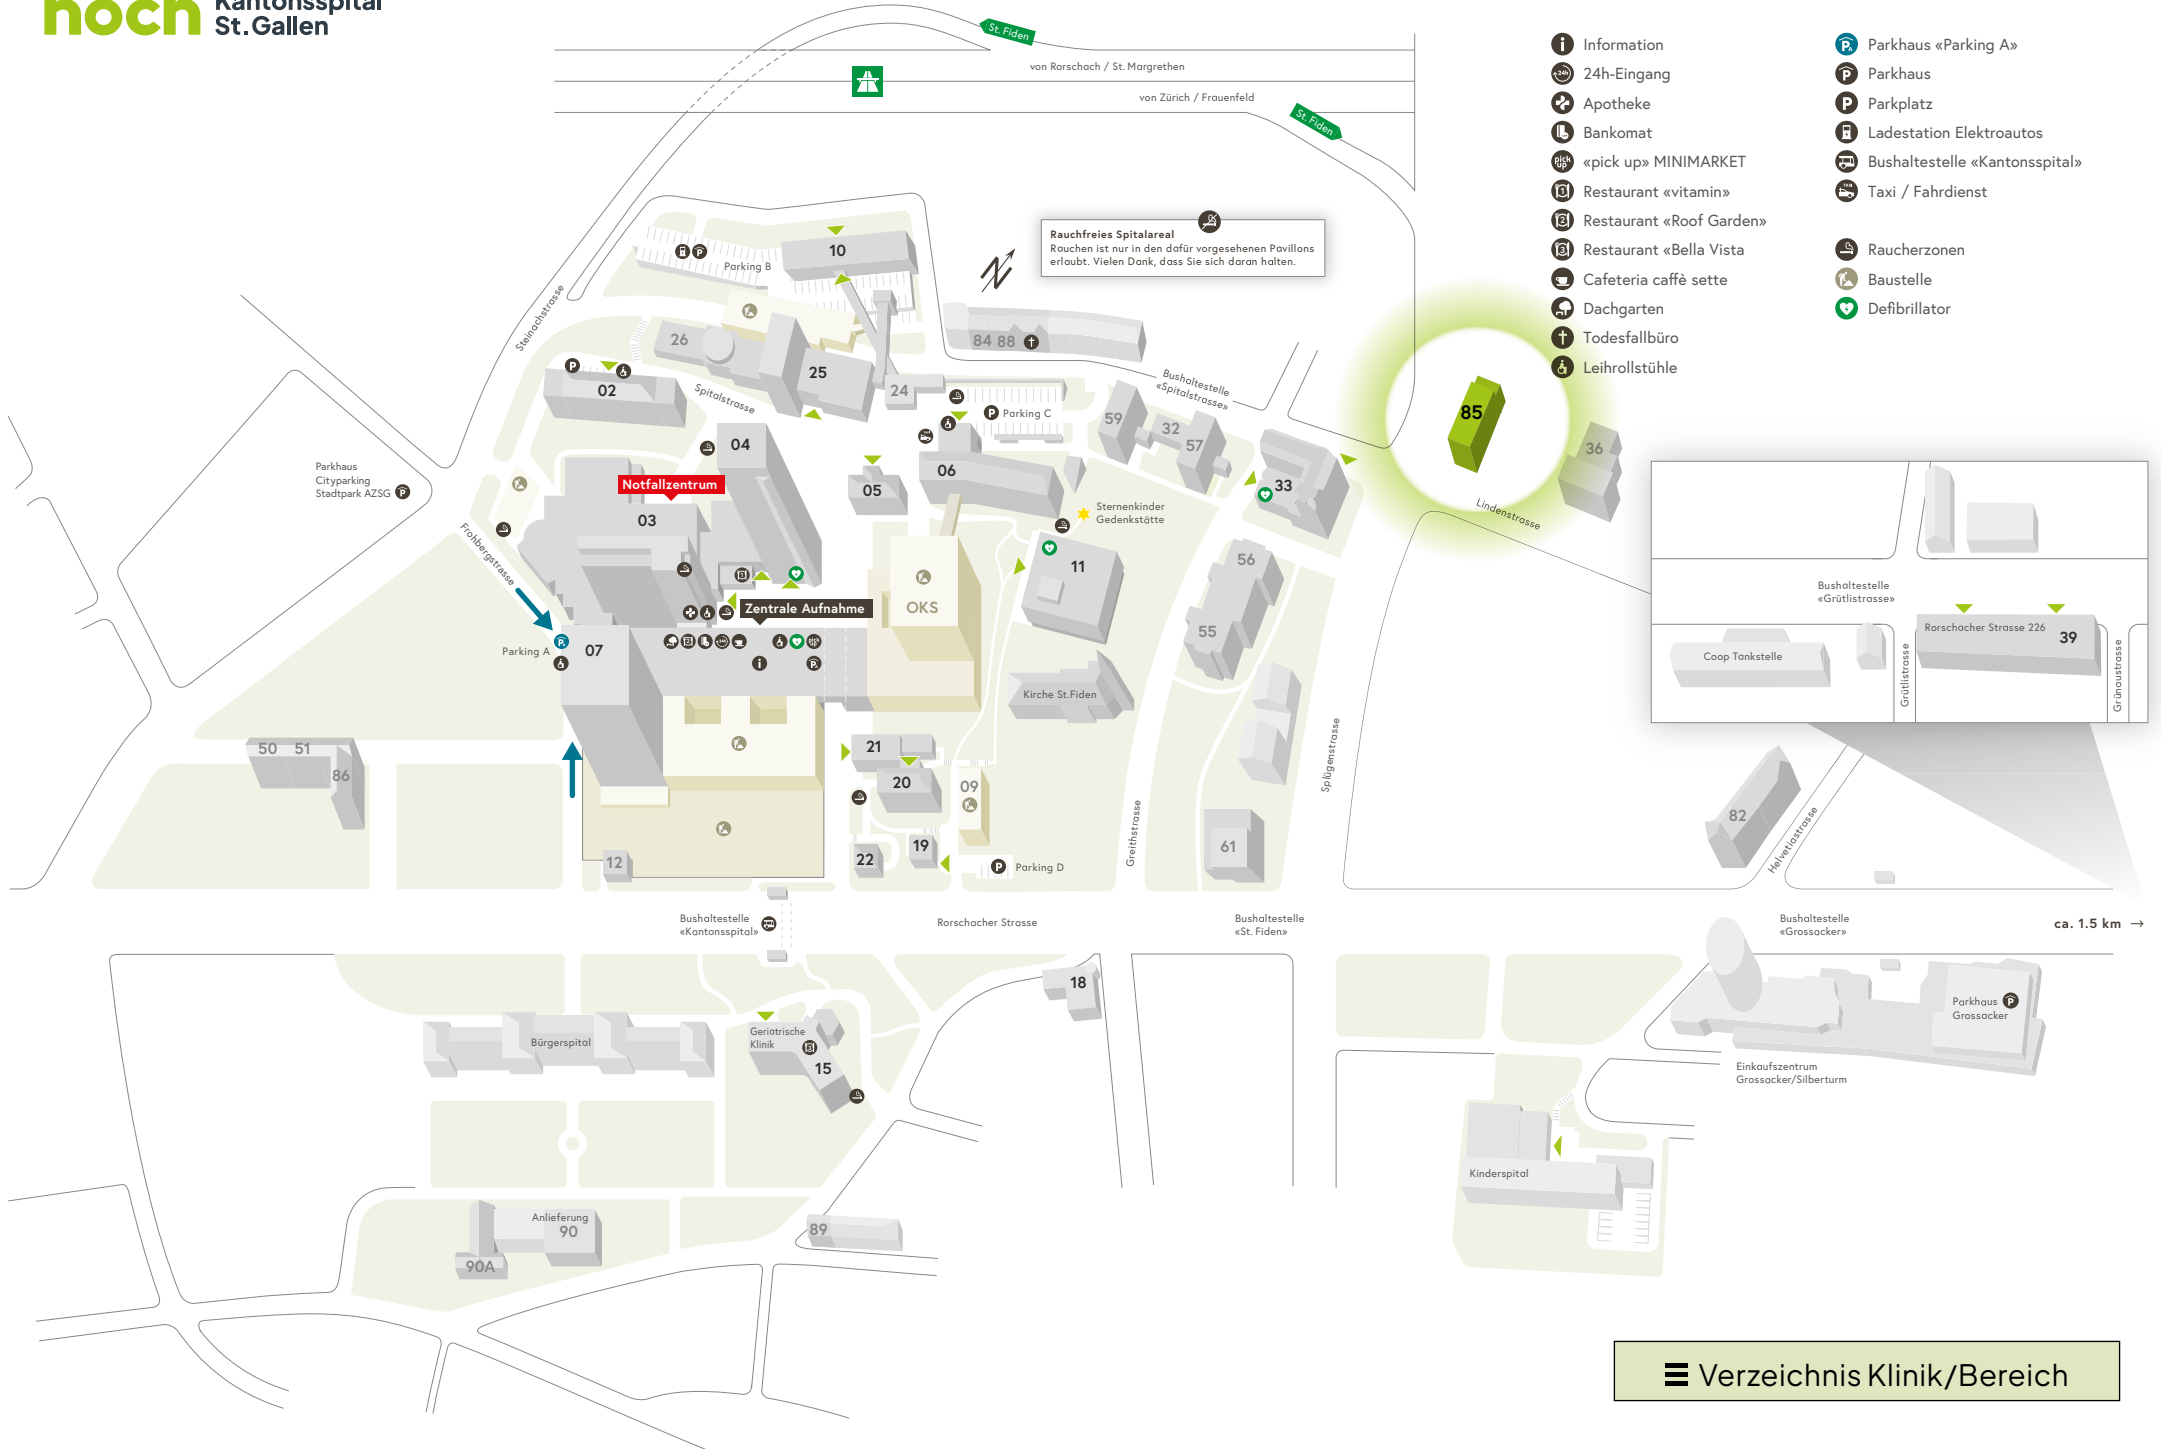 noch Kantonsspital
St.Gallen
St. Fiden
von Rorschach / St. Margrethen
von Zürich / Frauenfeld
St. Fiden
Information
24h-Eingang
Apotheke
Bankomat
«pick up» MINIMARKET
Restaurant «vitamin»
Restaurant «Roof Garden»
Restaurant «Bella Vista
Cafeteria caffè sette
Dachgarten
Todesfallbüro
Leihrollstühle
Parkhaus «Parking A»
Parkhaus
Parkplatz
Ladestation Elektroautos
Bushaltestelle «Kantonsspital»
Taxi / Fahrdienst
Raucherzonen
Baustelle
Defibrillator
Rauchfreies Spitalareal
Rauchen ist nur in den dafür vorgesehenen Pavillons
erlaubt. Vielen Dank, dass Sie sich daran halten.
N
Steinachstrasse
Parking B
10
26
25
24
02
Spitalstrasse
84 88
Bushaltestelle
«Spitalstrasse»
Parking C
59
32
57
04
05
06
33
85
36
Lindenstrasse
Parkhaus
Cityparking
Stadtpark AZSG
Notfallzentrum
03
Frohbergstrasse
Sternenkinder
Gedenkstätte
11
56
55
OKS
Zentrale Aufnahme
Parking A
07
Kirche St.Fiden
50 51
86
21
20
09
19
22
12
Parking D
Greithstrasse
Splügenstrasse
61
Bushaltestelle
«Grütlistrasse»
Rorschacher Strasse 226
39
Coop Tankstelle
Grütlistrasse
Grünaustrasse
82
Helvetiastrasse
Bushaltestelle
«Kantonsspital»
Rorschacher Strasse
Bushaltestelle
«St. Fiden»
Bushaltestelle
«Grossacker»
ca. 1.5 km →
18
Bürgerspital
Geriatrische
Klinik
15
Parkhaus
Grossacker
Einkaufszentrum
Grossacker/Silberturm
Kinderspital
Anlieferung
90
90A
89
Verzeichnis Klinik/Bereich